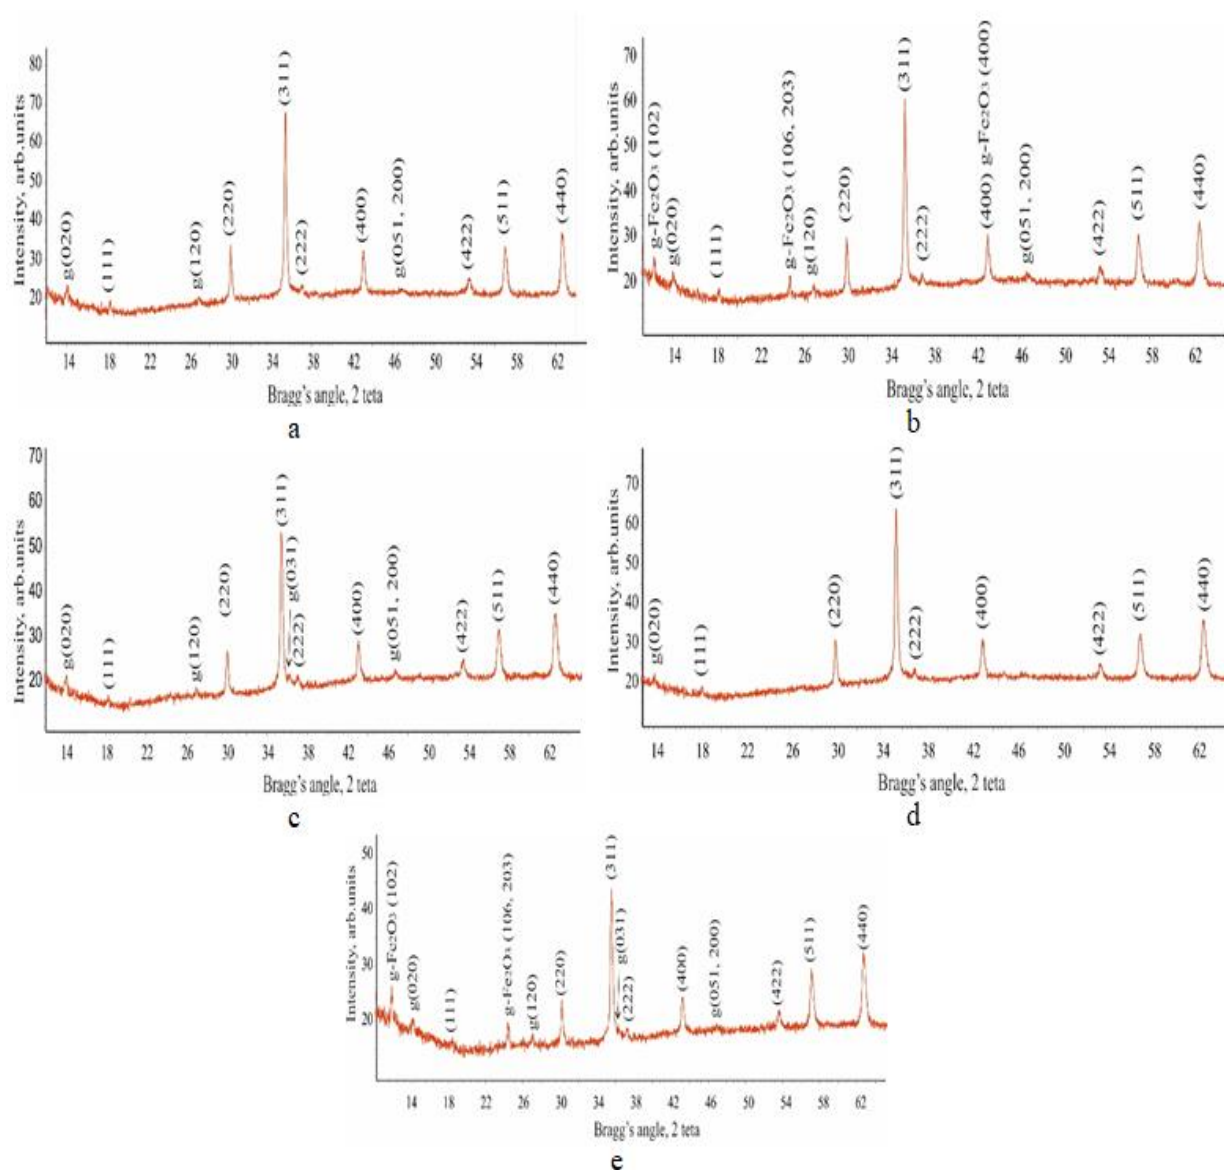 Intensity, arb.units
80
70
60
50
40
30
20
10
g(020)
(111)
g(120)
(220)
(311)
(222)
(400)
g(051, 200)
(422)
(511)
(440)
14 18 22 26 30 34 38 42 46 50 54 58 62
Bragg's angle, 2 teta
a
Intensity, arb.units
70
60
50
40
30
20
10
g-Fe₂O₃ (102)
g(020)
(111)
g-Fe₂O₃ (106, 203)
g(120)
(220)
(311)
(222)
(400) g-Fe₂O₃ (400)
g(051, 200)
(422)
(511)
(440)
14 18 22 26 30 34 38 42 46 50 54 58 62
Bragg's angle, 2 teta
b
Intensity, arb.units
70
60
50
40
30
20
10
g(020)
(111)
g(120)
(220)
(311)
g(031)
(222)
(400)
g(051, 200)
(422)
(511)
(440)
14 18 22 26 30 34 38 42 46 50 54 58 62
Bragg's angle, 2 teta
c
Intensity, arb.units
70
60
50
40
30
20
10
g(020)
(111)
(220)
(311)
(222)
(400)
(422)
(511)
(440)
14 18 22 26 30 34 38 42 46 50 54 58 62
Bragg's angle, 2 teta
d
Intensity, arb.units
50
40
30
20
g-Fe₂O₃ (102)
g(020)
(111)
g-Fe₂O₃ (106, 203)
g(120)
(220)
(311)
g(031)
(222)
(400)
g(051, 200)
(422)
(511)
(440)
14 18 22 26 30 34 38 42 46 50 54 58 62
Bragg's angle, 2 teta
e